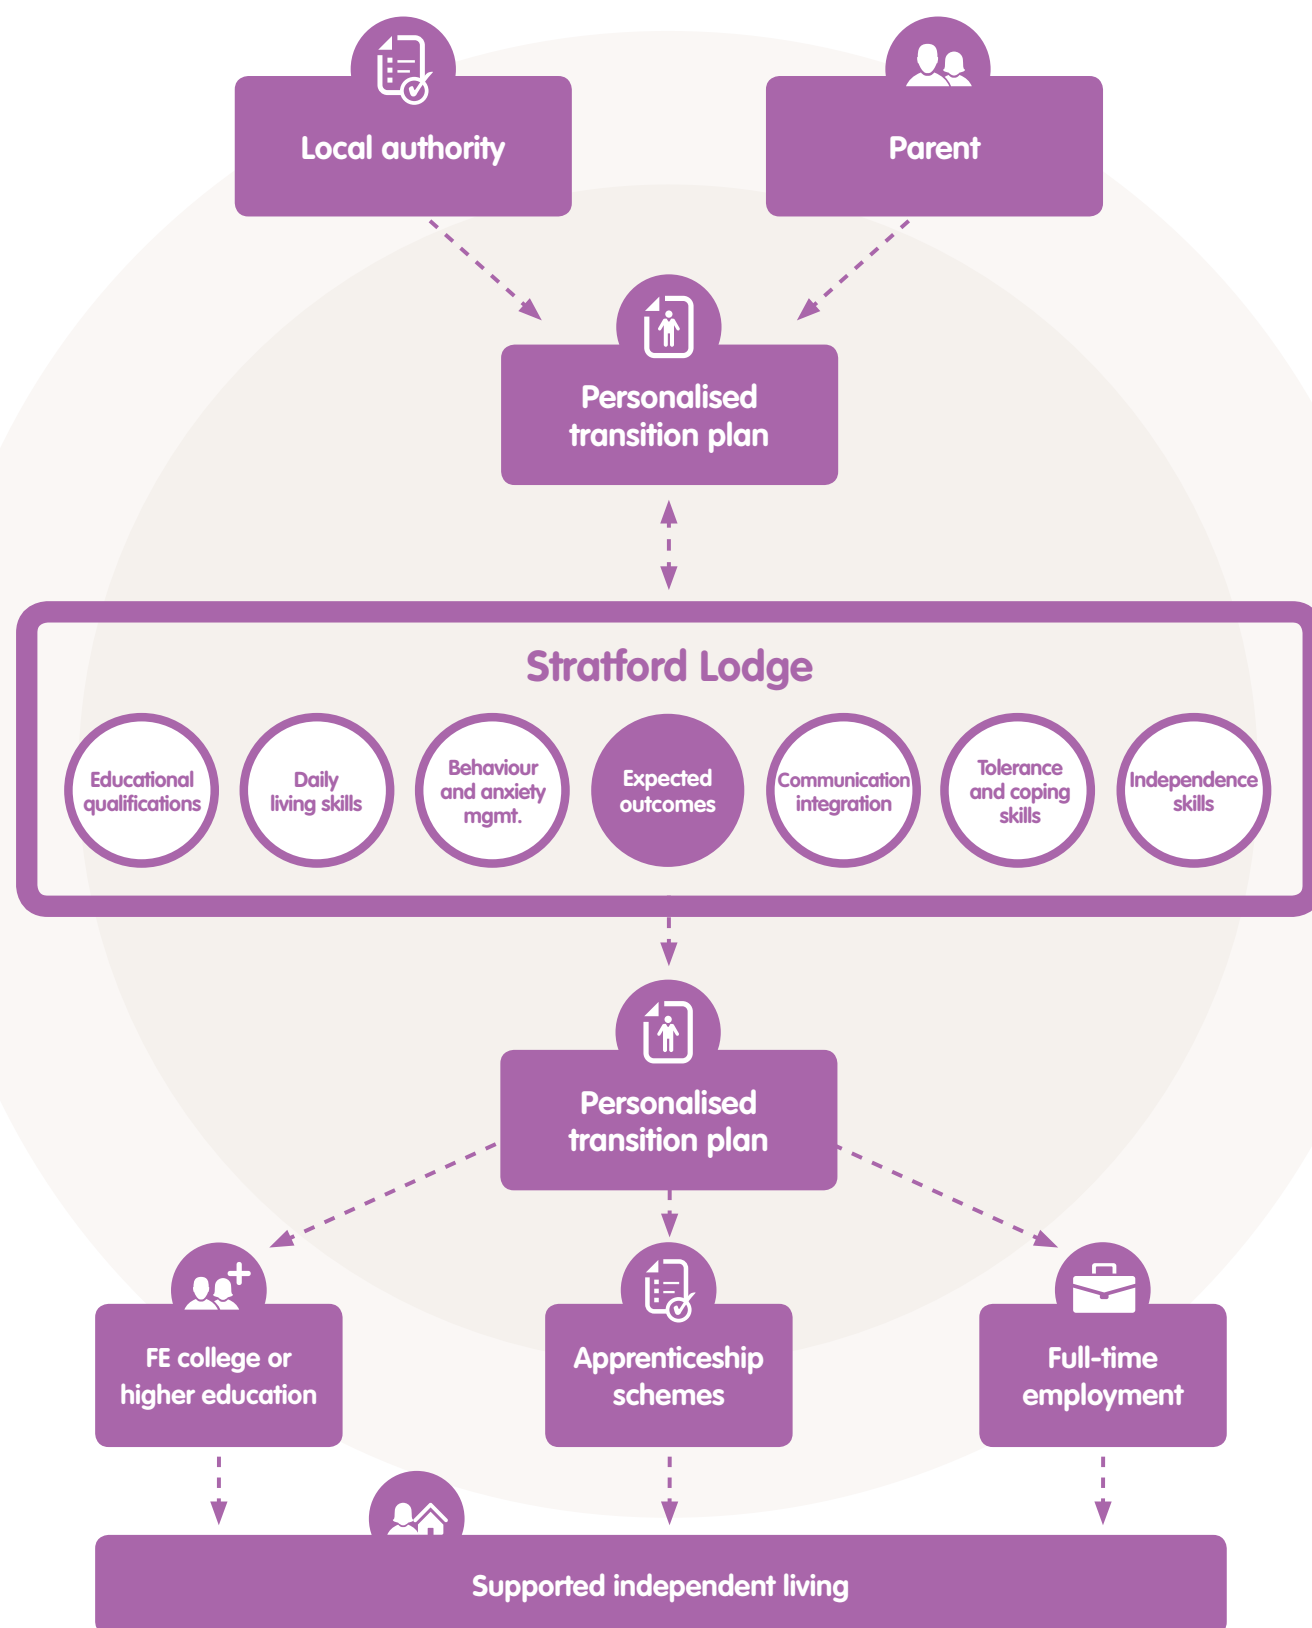 Local authority
Parent
Personalised
transition plan
Stratford Lodge
Educational
qualifications
Daily
living skills
Behaviour
and anxiety
mgmt.
Expected
outcomes
Communication
integration
Tolerance
and coping
skills
Independence
skills
Personalised
transition plan
FE college or
higher education
Apprenticeship
schemes
Full-time
employment
Supported independent living